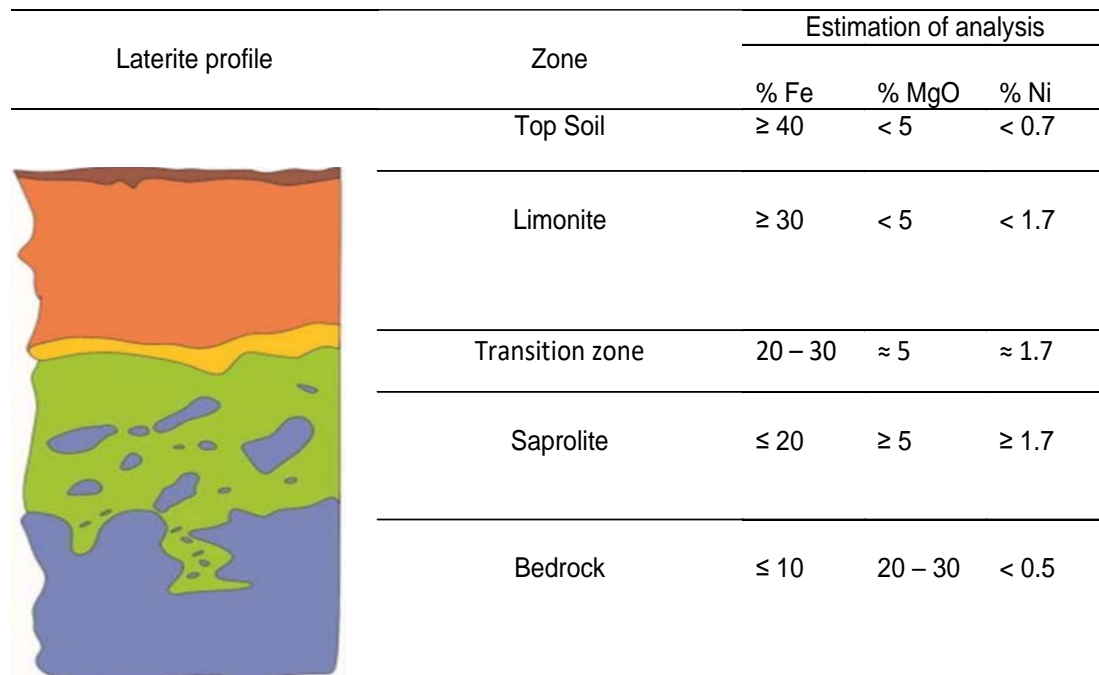 Estimation of analysis
Laterite profile Zone
% Fe % MgO % Ni
Top Soil ≥ 40 < 5 < 0.7
Limonite ≥ 30 < 5 < 1.7
Transition zone 20 – 30 ≈ 5 ≈ 1.7
Saprolite ≤ 20 ≥ 5 ≥ 1.7
Bedrock ≤ 10 20 – 30 < 0.5